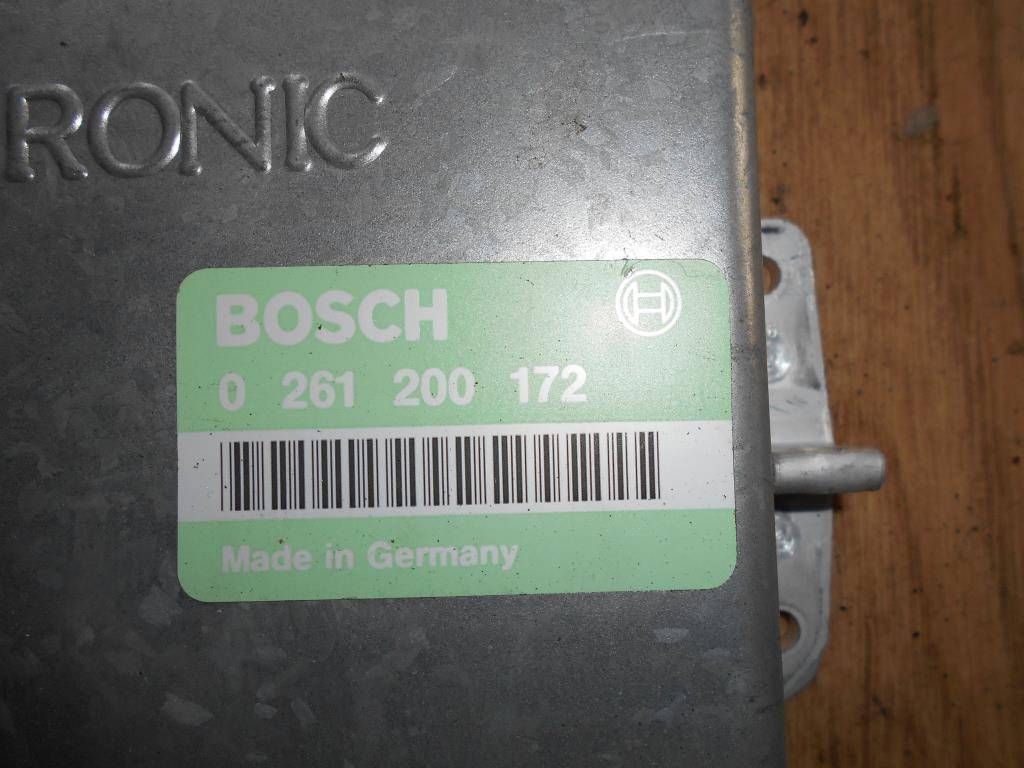 RONIC
BOSCH
0 261 200 172
Made in Germany